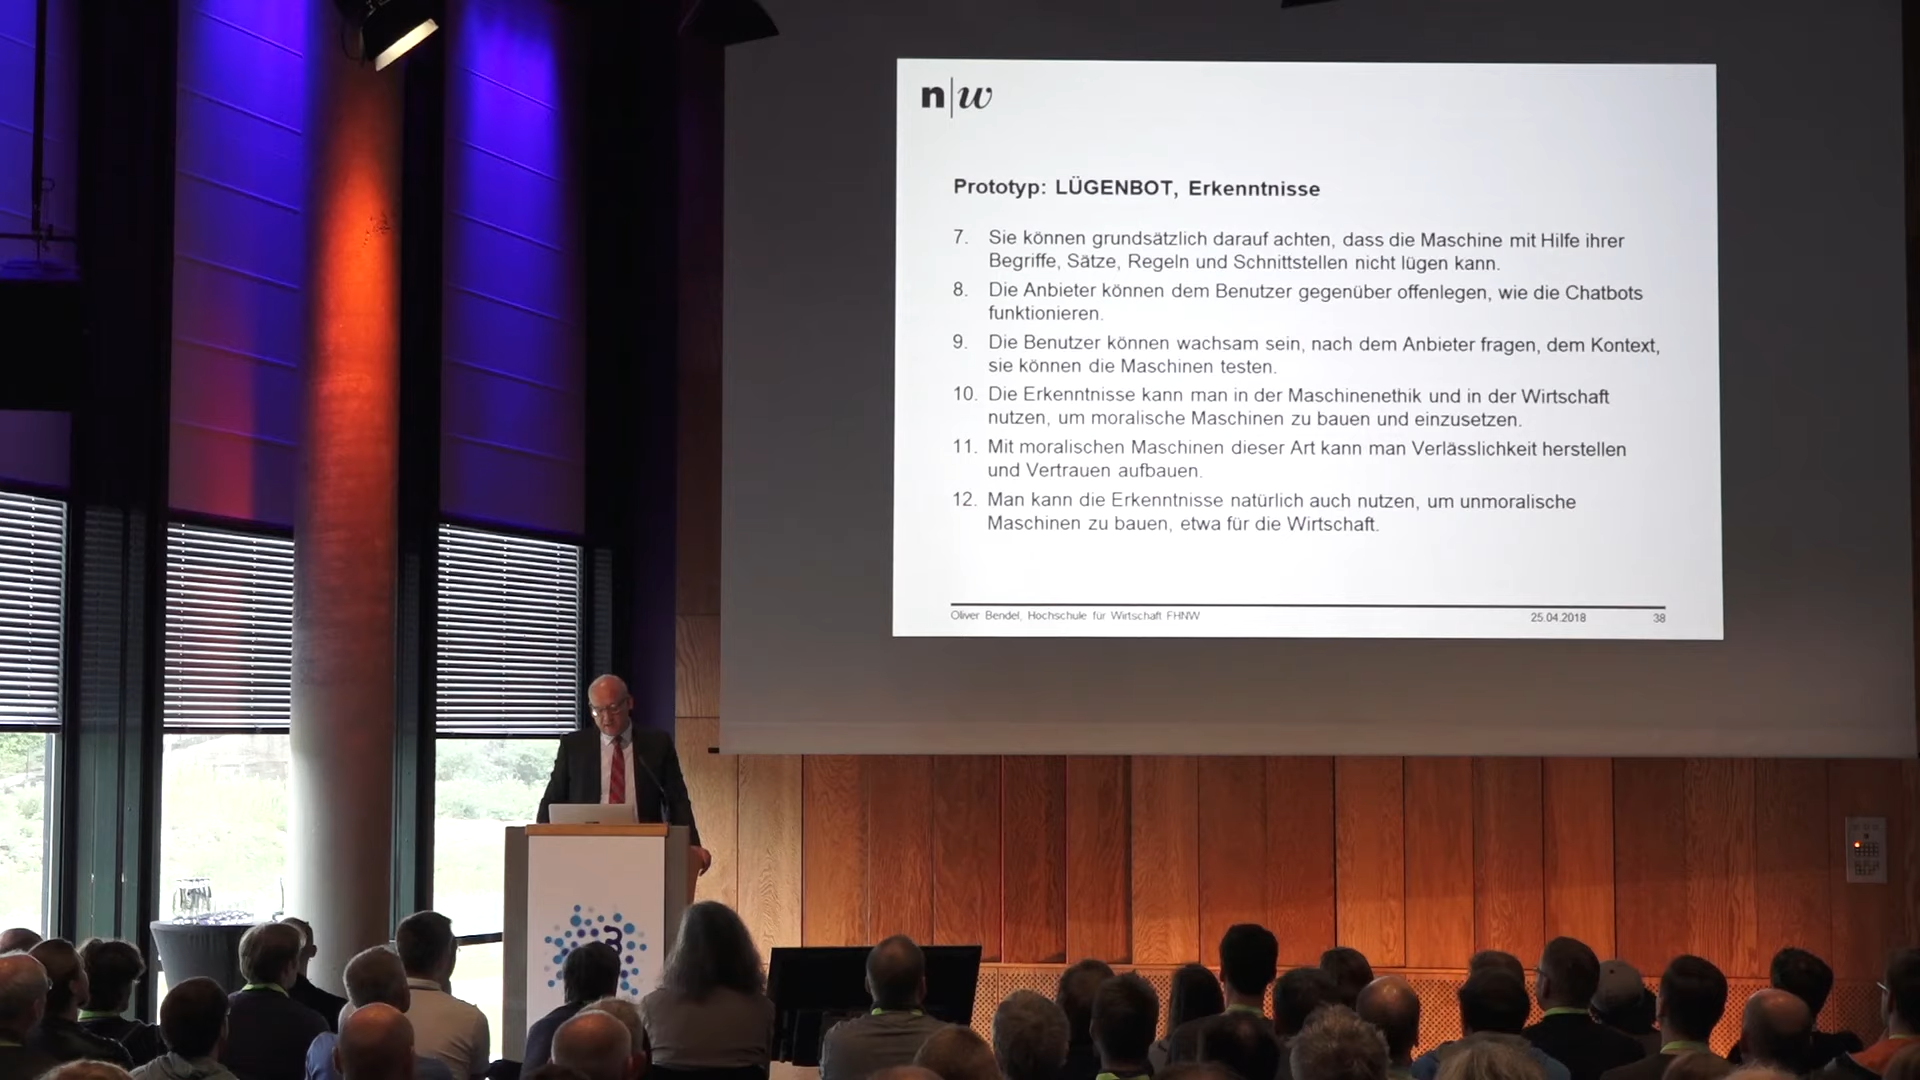 n|w
Prototyp: LÜGENBOT, Erkenntnisse
7. Sie können grundsätzlich darauf achten, dass die Maschine mit Hilfe ihrer
Begriffe, Sätze, Regeln und Schnittstellen nicht lügen kann.
8. Die Anbieter können dem Benutzer gegenüber offenlegen, wie die Chatbots
funktionieren.
9. Die Benutzer können wachsam sein, nach dem Anbieter fragen, dem Kontext,
sie können die Maschinen testen.
10. Die Erkenntnisse kann man in der Maschinenethik und in der Wirtschaft
nutzen, um moralische Maschinen zu bauen und einzusetzen.
11. Mit moralischen Maschinen dieser Art kann man Verlässlichkeit herstellen
und Vertrauen aufbauen.
12. Man kann die Erkenntnisse natürlich auch nutzen, um unmoralische
Maschinen zu bauen, etwa für die Wirtschaft.
Oliver Bendel, Hochschule für Wirtschaft FHNW 25.04.2018 38